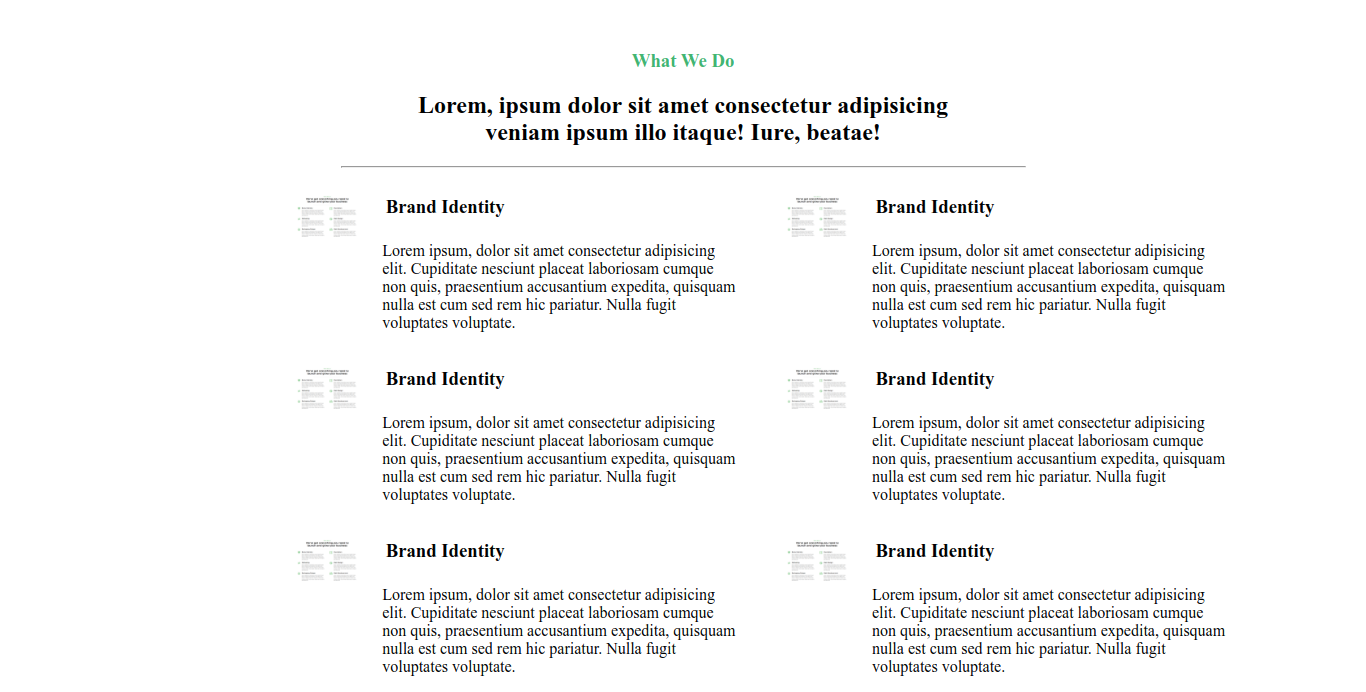 What We Do
Lorem, ipsum dolor sit amet consectetur adipisicing
veniam ipsum illo itaque! Iure, beatae!
Brand Identity
Lorem ipsum, dolor sit amet consectetur adipisicing
elit. Cupiditate nesciunt placeat laboriosam cumque
non quis, praesentium accusantium expedita, quisquam
nulla est cum sed rem hic pariatur. Nulla fugit
voluptates voluptate.
Brand Identity
Lorem ipsum, dolor sit amet consectetur adipisicing
elit. Cupiditate nesciunt placeat laboriosam cumque
non quis, praesentium accusantium expedita, quisquam
nulla est cum sed rem hic pariatur. Nulla fugit
voluptates voluptate.
Brand Identity
Lorem ipsum, dolor sit amet consectetur adipisicing
elit. Cupiditate nesciunt placeat laboriosam cumque
non quis, praesentium accusantium expedita, quisquam
nulla est cum sed rem hic pariatur. Nulla fugit
voluptates voluptate.
Brand Identity
Lorem ipsum, dolor sit amet consectetur adipisicing
elit. Cupiditate nesciunt placeat laboriosam cumque
non quis, praesentium accusantium expedita, quisquam
nulla est cum sed rem hic pariatur. Nulla fugit
voluptates voluptate.
Brand Identity
Lorem ipsum, dolor sit amet consectetur adipisicing
elit. Cupiditate nesciunt placeat laboriosam cumque
non quis, praesentium accusantium expedita, quisquam
nulla est cum sed rem hic pariatur. Nulla fugit
voluptates voluptate.
Brand Identity
Lorem ipsum, dolor sit amet consectetur adipisicing
elit. Cupiditate nesciunt placeat laboriosam cumque
non quis, praesentium accusantium expedita, quisquam
nulla est cum sed rem hic pariatur. Nulla fugit
voluptates voluptate.